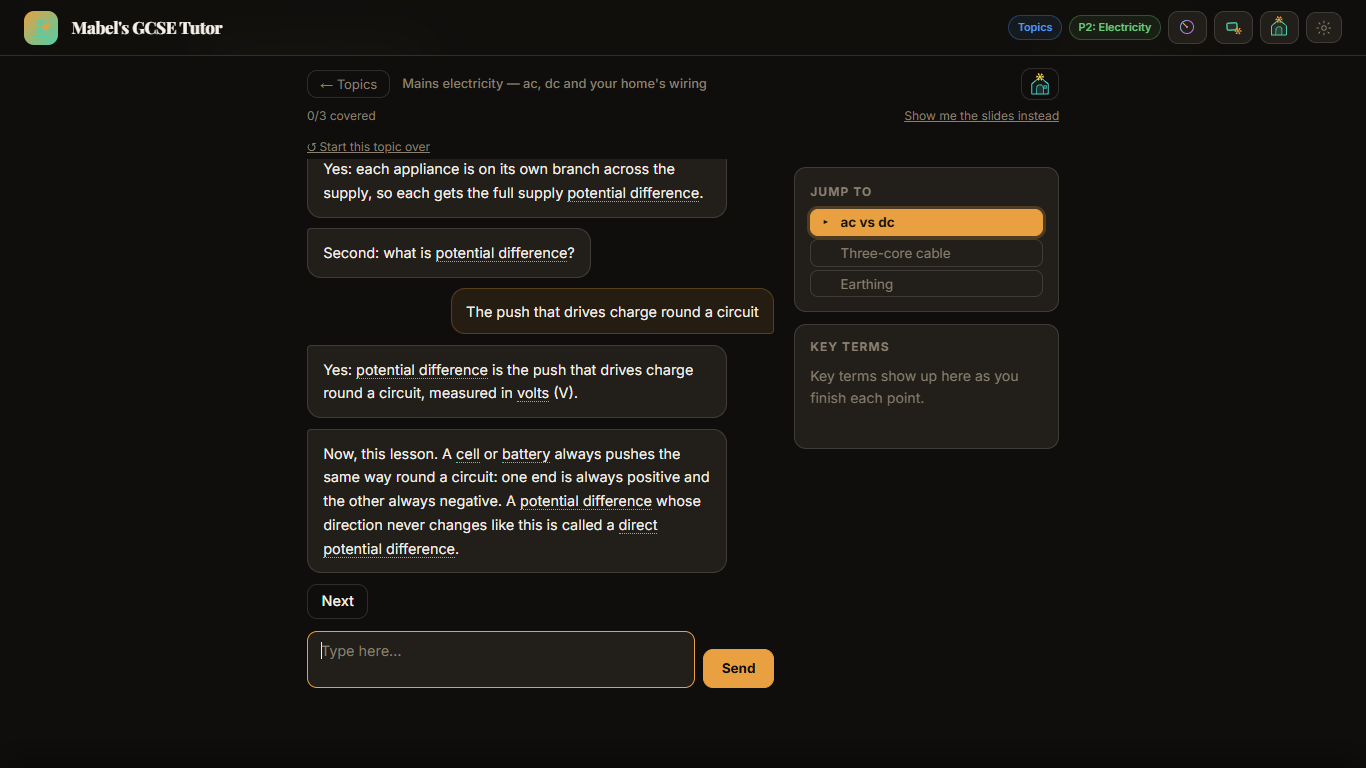 Mabel's GCSE Tutor
Topics
P2: Electricity
← Topics
Mains electricity — ac, dc and your home's wiring
0/3 covered
Show me the slides instead
↺ Start this topic over
Yes: each appliance is on its own branch across the
supply, so each gets the full supply potential difference.
Second: what is potential difference?
The push that drives charge round a circuit
Yes: potential difference is the push that drives charge
round a circuit, measured in volts (V).
Now, this lesson. A cell or battery always pushes the
same way round a circuit: one end is always positive and
the other always negative. A potential difference whose
direction never changes like this is called a direct
potential difference.
Next
Type here...
Send
JUMP TO
▸ ac vs dc
Three-core cable
Earthing
KEY TERMS
Key terms show up here as you
finish each point.